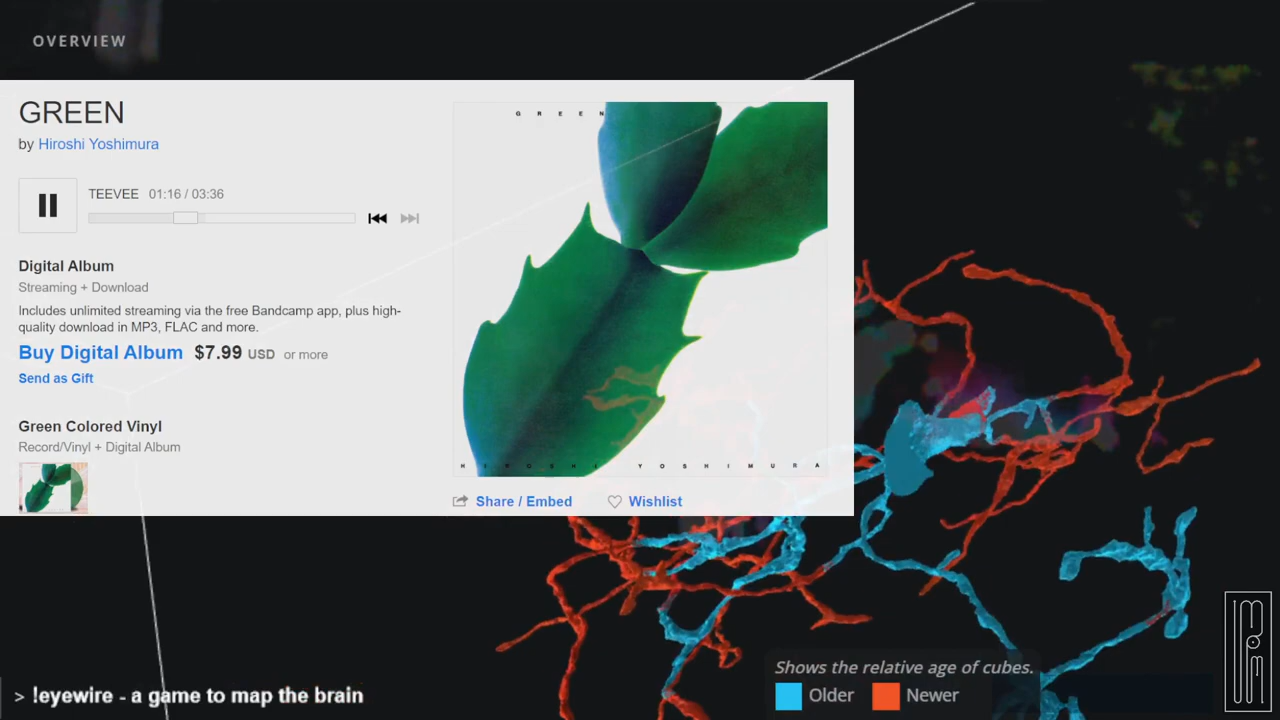 OVERVIEW
GREEN
by Hiroshi Yoshimura
TEEVEE 01:16 / 03:36
Digital Album
Streaming + Download
Includes unlimited streaming via the free Bandcamp app, plus high-
quality download in MP3, FLAC and more.
Buy Digital Album $7.99 USD or more
Send as Gift
Green Colored Vinyl
Record/Vinyl + Digital Album
GREEN
HIROSHI YOSHIMURA
Share / Embed Wishlist
Shows the relative age of cubes.
Older Newer
> !eyewire - a game to map the brain